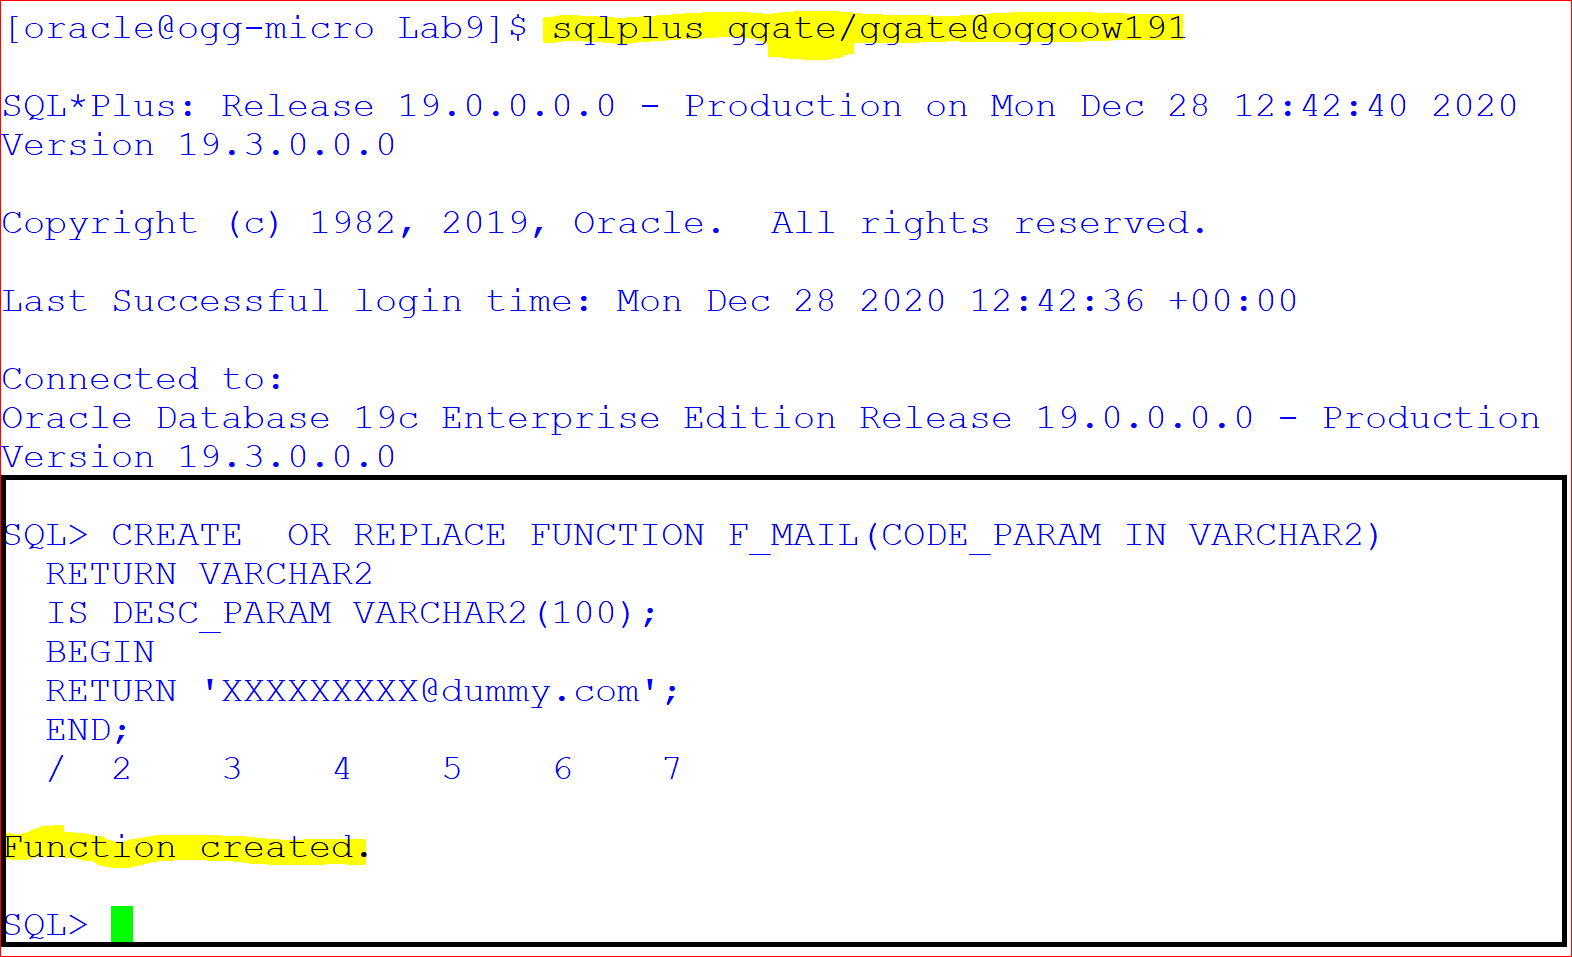 [oracle@ogg-micro Lab9]$ sqlplus ggate/ggate@oggoow191
SQL*Plus: Release 19.0.0.0.0 - Production on Mon Dec 28 12:42:40 2020
Version 19.3.0.0.0
Copyright (c) 1982, 2019, Oracle.  All rights reserved.
Last Successful login time: Mon Dec 28 2020 12:42:36 +00:00
Connected to:
Oracle Database 19c Enterprise Edition Release 19.0.0.0.0 - Production
Version 19.3.0.0.0
SQL> CREATE  OR REPLACE FUNCTION F_MAIL(CODE_PARAM IN VARCHAR2)
  RETURN VARCHAR2
  IS DESC_PARAM VARCHAR2(100);
  BEGIN
  RETURN 'XXXXXXXXX@dummy.com';
  END;
  /  2    3    4    5    6    7
Function created.
SQL>